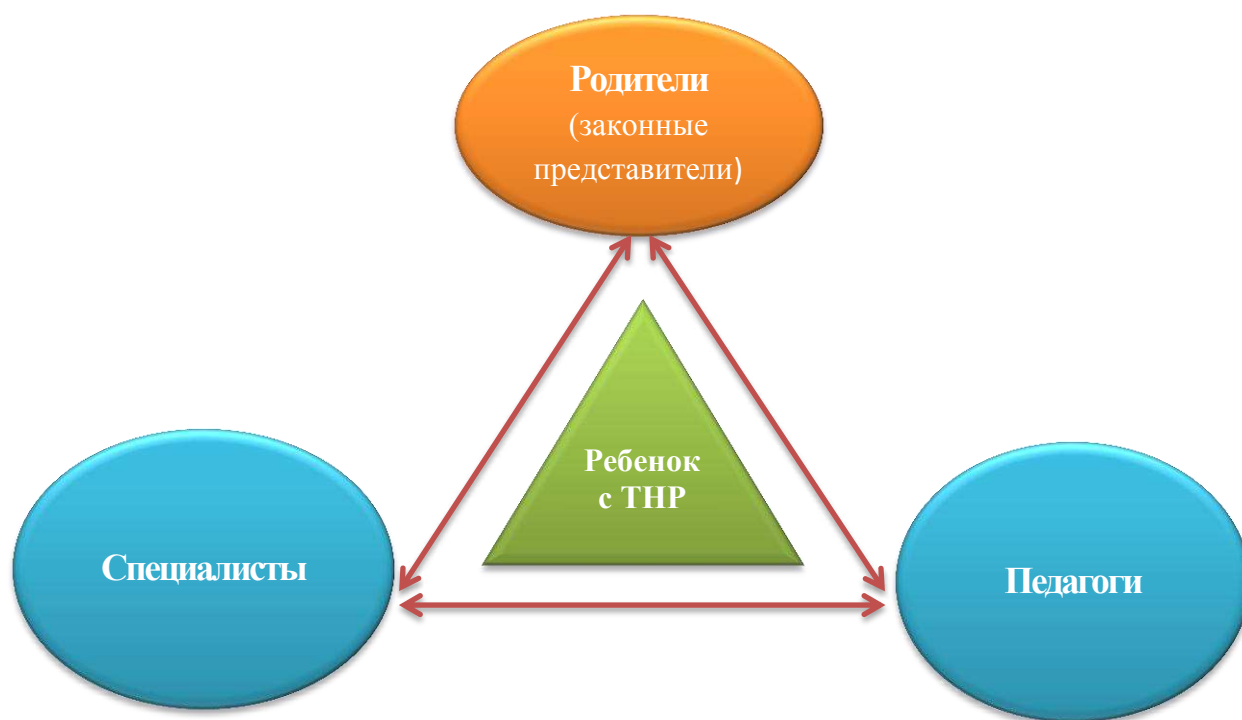 Родители
(законные
представители)
Ребенок
с ТНР
Специалисты
Педагоги